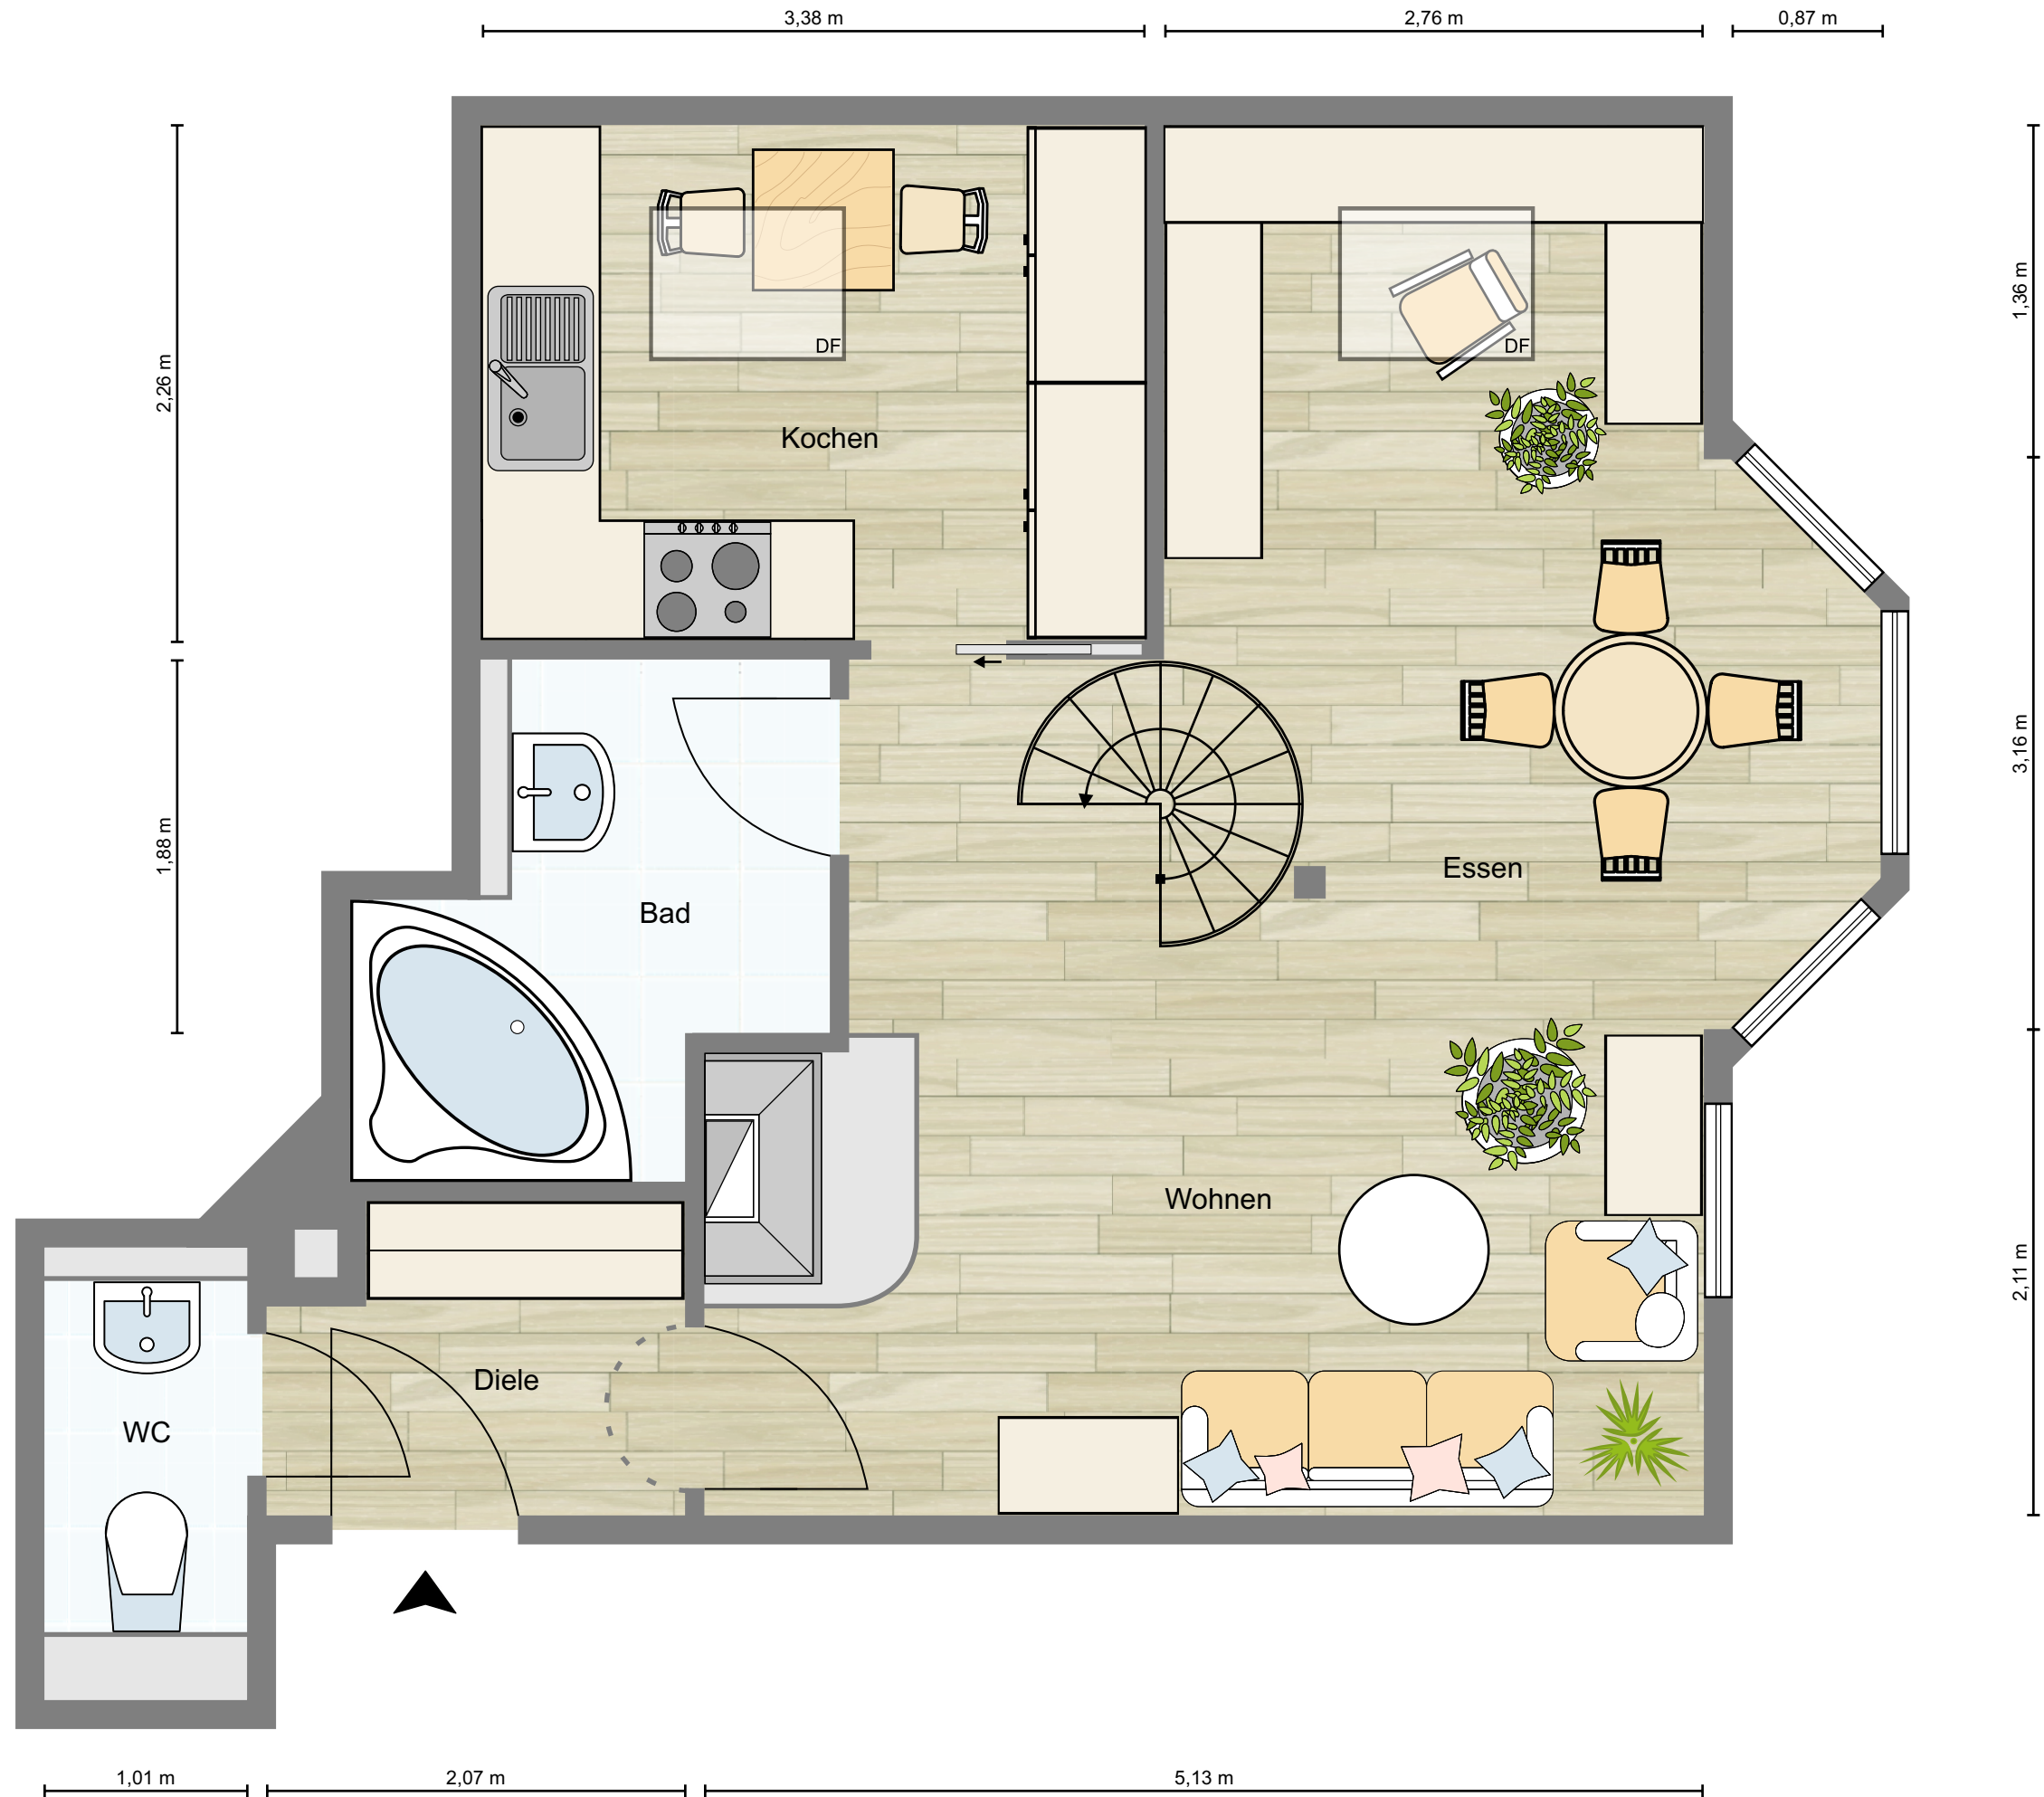 3,38 m
2,76 m
0,87 m
1,36 m
2,26 m
DF
DF
Kochen
3,16 m
1,88 m
Essen
Bad
Wohnen
2,11 m
Diele
WC
1,01 m
2,07 m
5,13 m